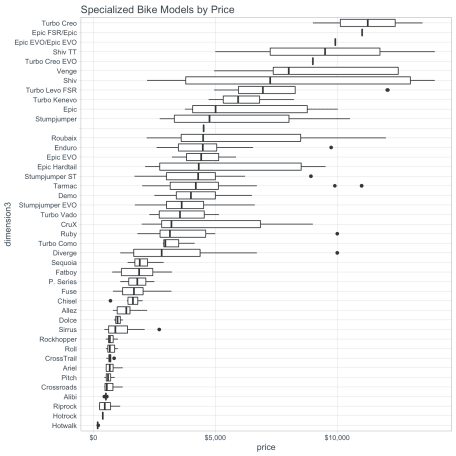 Specialized Bike Models by Price
Turbo Creo
Epic FSR/Epic
Epic EVO/Epic EVO
Shiv TT
Turbo Creo EVO
Venge
Shiv
Turbo Levo FSR
Turbo Kenevo
Epic
Stumpjumper
Roubaix
Enduro
Epic EVO
Epic Hardtail
Stumpjumper ST
Tarmac
Demo
Stumpjumper EVO
Turbo Vado
CruX
Ruby
Turbo Como
Diverge
Sequoia
Fatboy
P. Series
Fuse
Chisel
Allez
Dolce
Sirrus
Rockhopper
Roll
CrossTrail
Ariel
Pitch
Crossroads
Alibi
Riprock
Hotrock
Hotwalk
dimension3
$0 $5,000 $10,000
price